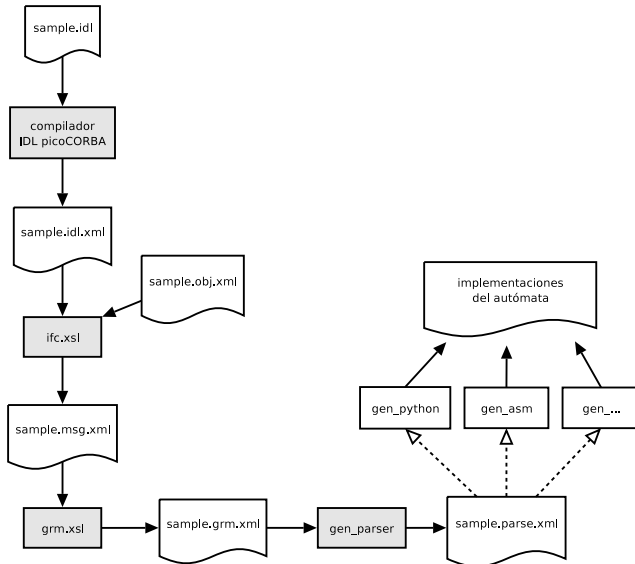 sample.idl
compilador
IDL picoCORBA
sample.idl.xml
sample.obj.xml
ifc.xsl
sample.msg.xml
grm.xsl
sample.grm.xml
gen_parser
sample.parse.xml
gen_python
gen_asm
gen_...
implementaciones
del autómata